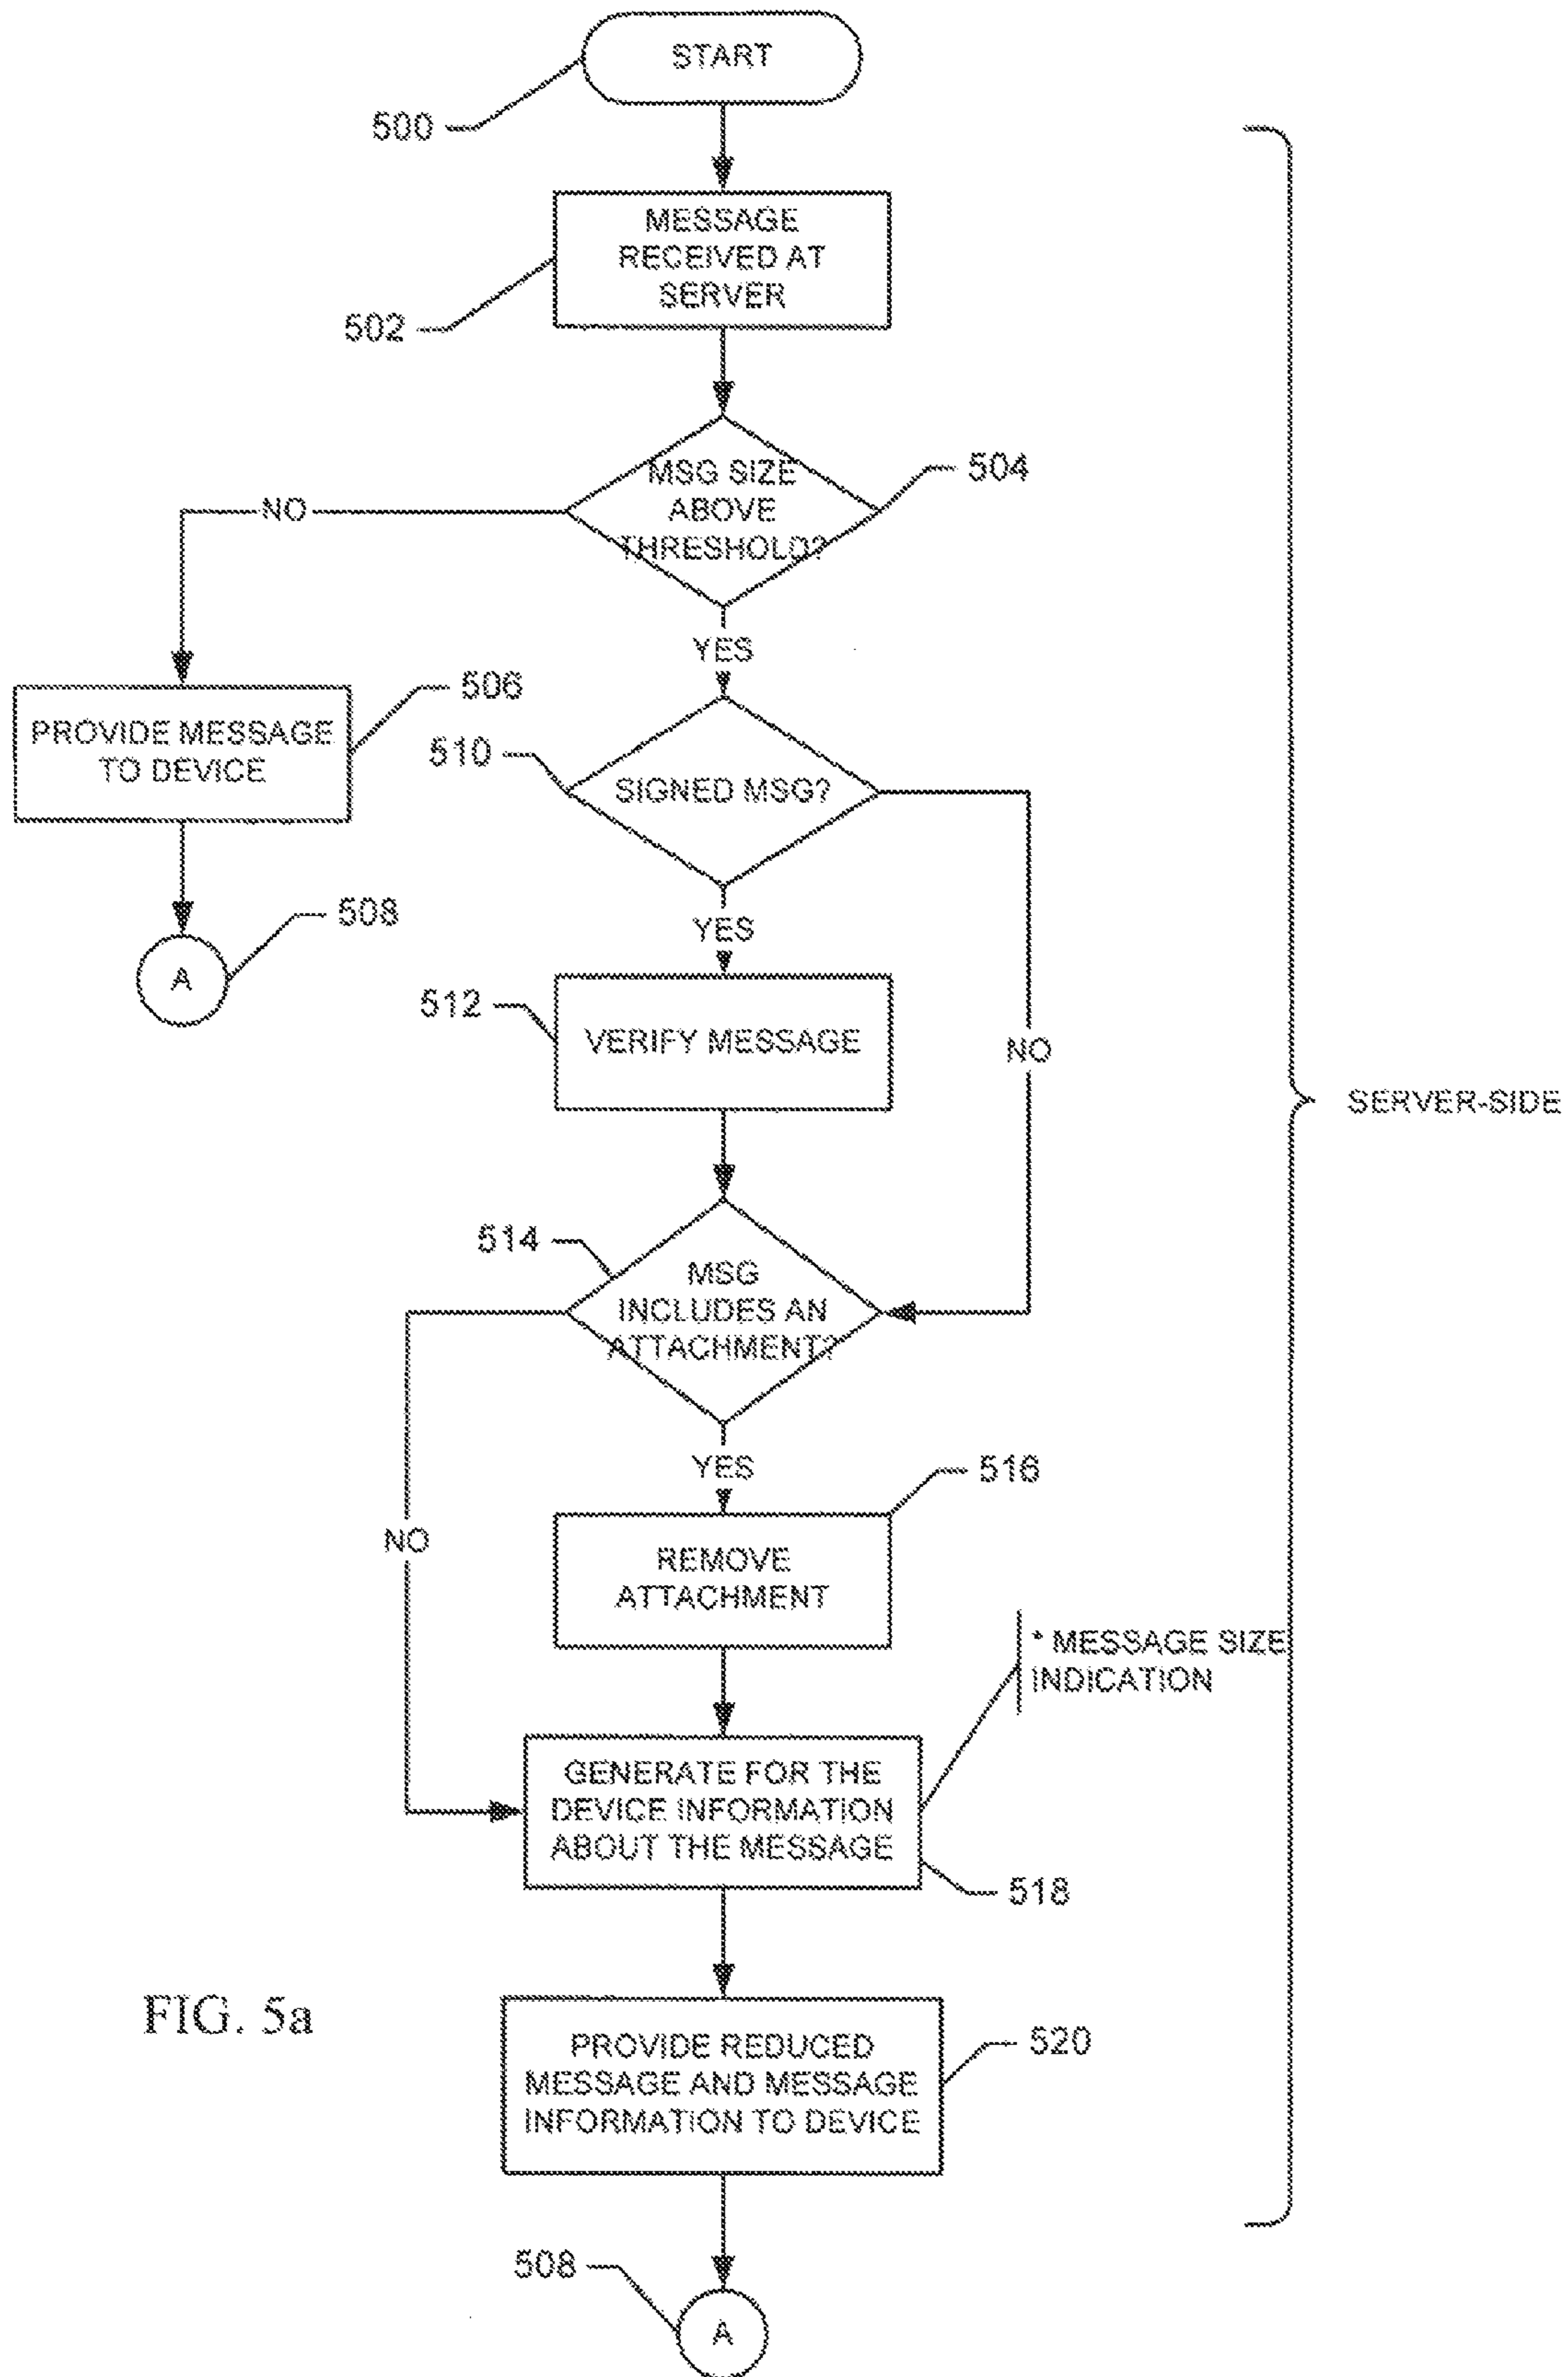 START
500
MESSAGE
RECEIVED AT
SERVER
502
MSG SIZE
ABOVE
THRESHOLD?
504
NO
YES
506
PROVIDE MESSAGE
TO DEVICE
510
SIGNED MSG?
508
A
YES
512
VERIFY MESSAGE
NO
SERVER-SIDE
514
MSG
INCLUDES AN
ATTACHMENT?
YES
516
NO
REMOVE
ATTACHMENT
* MESSAGE SIZE
INDICATION
GENERATE FOR THE
DEVICE INFORMATION
ABOUT THE MESSAGE
518
FIG. 5a
PROVIDE REDUCED
MESSAGE AND MESSAGE
INFORMATION TO DEVICE
520
508
A